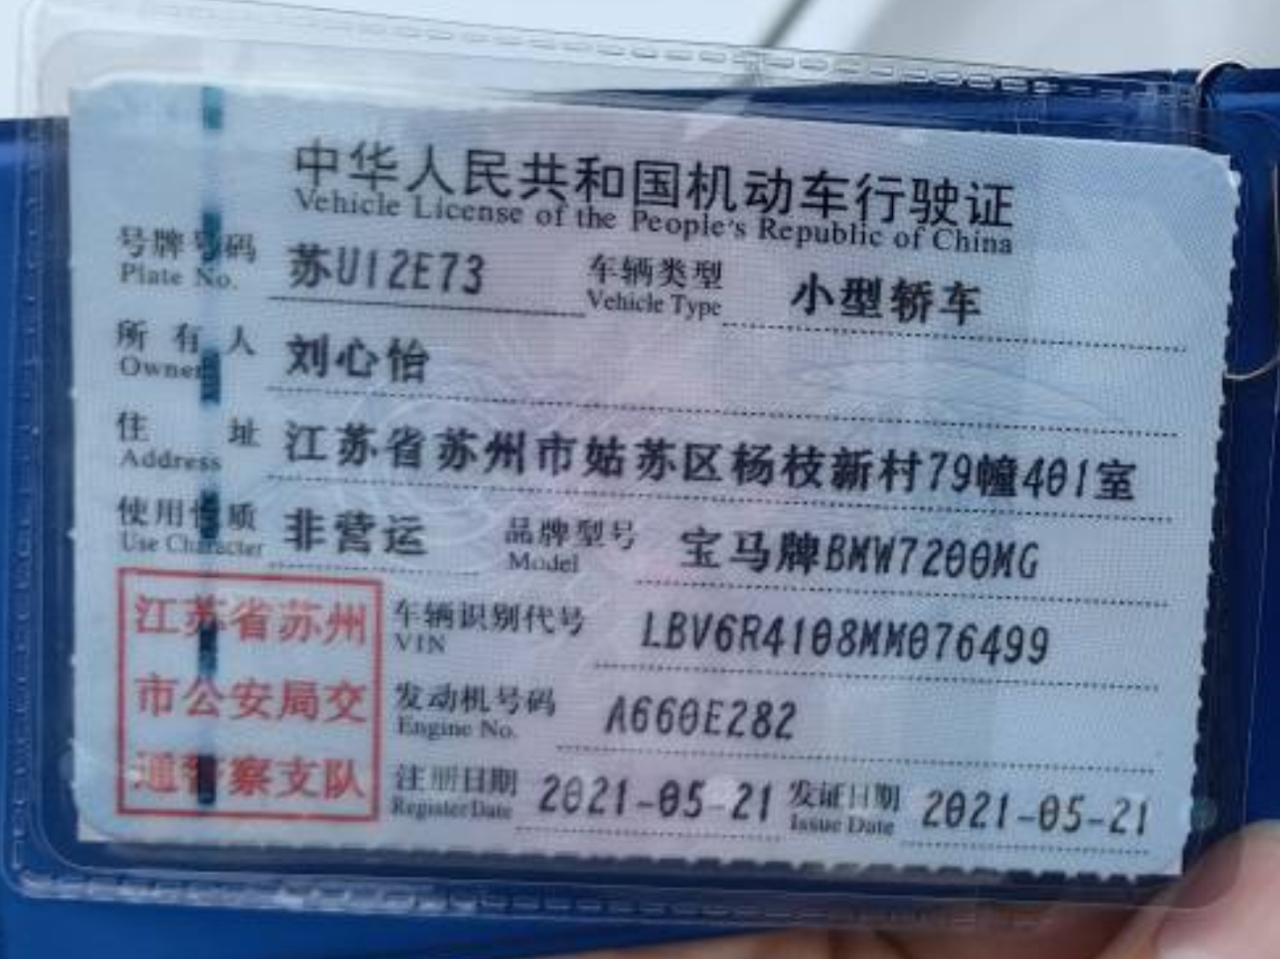 中华人民共和国机动车行驶证
Vehicle License of the People's Republic of China
号牌号码 苏U12E73 车辆类型 小型轿车
Plate No. Vehicle Type
所有人 刘心怡
Owner
住址 江苏省苏州市姑苏区杨枝新村79幢401室
Address
使用性质 非营运 品牌型号 宝马牌BMW7200MG
Use Character Model
江苏省苏州
市公安局交
通警察支队
车辆识别代号 LBV6R4108MM076499
VIN
发动机号码 A660E282
Engine No.
注册日期 2021-05-21 发证日期 2021-05-21
Register Date Issue Date